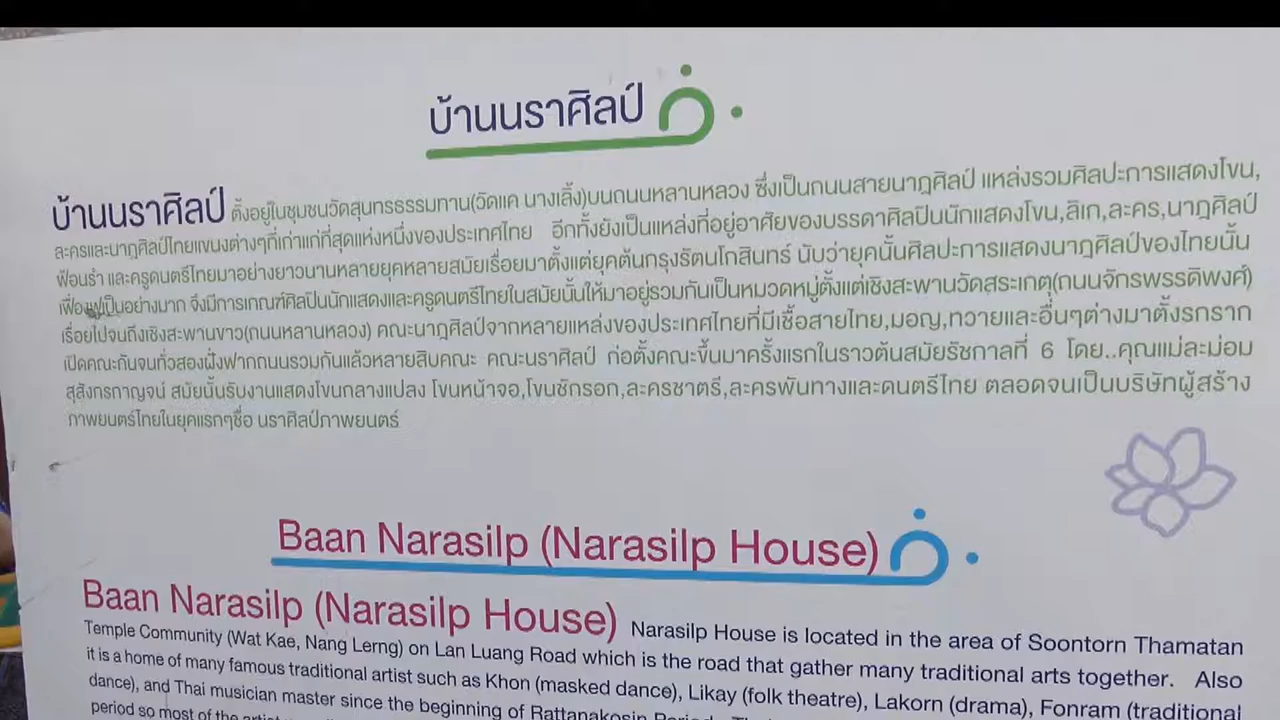 บ้านนราศิลป์
บ้านนราศิลป์ ตั้งอยู่ในชุมชนวัดสุนทรธรรมทาน(วัดแค นางเลิ้ง)บนถนนหลานหลวง ซึ่งเป็นถนนสายนาฏศิลป์ แหล่งรวมศิลปะการแสดงโขน,
ละครและนาฏศิลป์ไทยแขนงต่างๆที่เก่าแก่ที่สุดแห่งหนึ่งของประเทศไทย อีกทั้งยังเป็นแหล่งที่อยู่อาศัยของบรรดาศิลปินนักแสดงโขน,ลิเก,ละคร,นาฏศิลป์
ฟ้อนรำ และครูดนตรีไทยมาอย่างยาวนานหลายยุคหลายสมัยเรื่อยมาตั้งแต่ยุคต้นกรุงรัตนโกสินทร์ นับว่ายุคนั้นศิลปะการแสดงนาฏศิลป์ของไทยนั้น
เฟื่องฟูเป็นอย่างมาก จึงมีการเกณฑ์ศิลปินนักแสดงและครูดนตรีไทยในสมัยนั้นให้มาอยู่รวมกันเป็นหมวดหมู่ตั้งแต่เชิงสะพานวัดสระเกตุ(ถนนจักรพรรดิพงศ์)
เรื่อยไปจนถึงเชิงสะพานขาว(ถนนหลานหลวง) คณะนาฏศิลป์จากหลายแหล่งของประเทศไทยที่มีเชื้อสายไทย,มอญ,ทวายและอื่นๆต่างมาตั้งรกราก
เปิดคณะกันจนทั่วสองฝั่งฟากถนนรวมกันแล้วหลายสิบคณะ คณะนราศิลป์ ก่อตั้งคณะขึ้นมาครั้งแรกในราวต้นสมัยรัชกาลที่ 6 โดย..คุณแม่ละม่อม
สุสังกรกาญจน์ สมัยนั้นรับงานแสดงโขนกลางแปลง โขนหน้าจอ,โขนชักรอก,ละครชาตรี,ละครพันทางและดนตรีไทย ตลอดจนเป็นบริษัทผู้สร้าง
ภาพยนตร์ไทยในยุคแรกๆชื่อ นราศิลป์ภาพยนตร์
Baan Narasilp (Narasilp House)
Baan Narasilp (Narasilp House) Narasilp House is located in the area of Soontorn Thamatan
Temple Community (Wat Kae, Nang Lerng) on Lan Luang Road which is the road that gather many traditional arts together. Also
it is a home of many famous traditional artist such as Khon (masked dance), Likay (folk theatre), Lakorn (drama), Fonram (traditional
dance), and Thai musician master since the beginning of Rattanakosin Period.
period so most of the